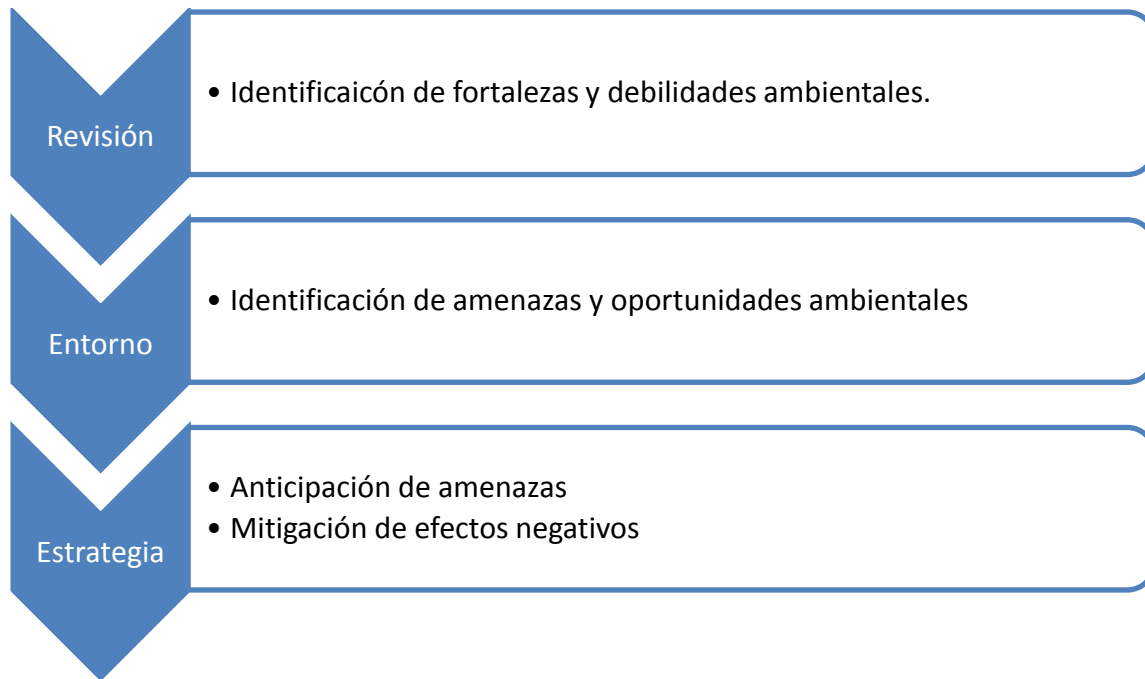 Revisión
• Identificaicón de fortalezas y debilidades ambientales.
Entorno
• Identificación de amenazas y oportunidades ambientales
Estrategia
• Anticipación de amenazas
• Mitigación de efectos negativos